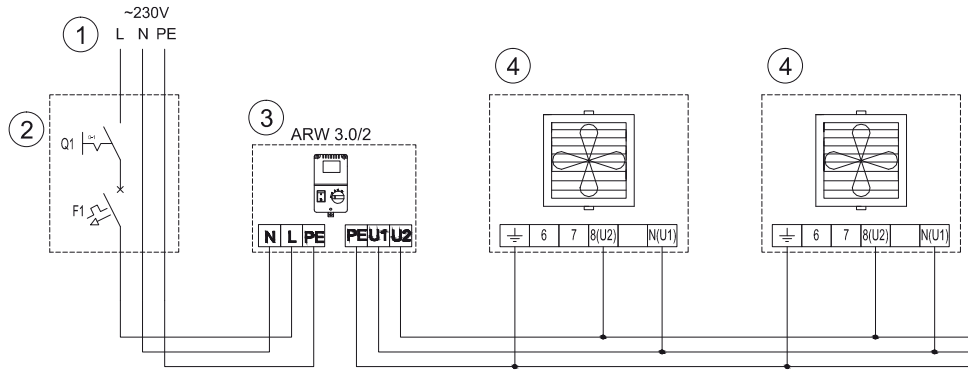 ~230V
1 L N PE
4 4
2 3
ARW 3.0/2
Q1
F1
N L PE PE U1 U2
6 7 8(U2) N(U1)
6 7 8(U2) N(U1)